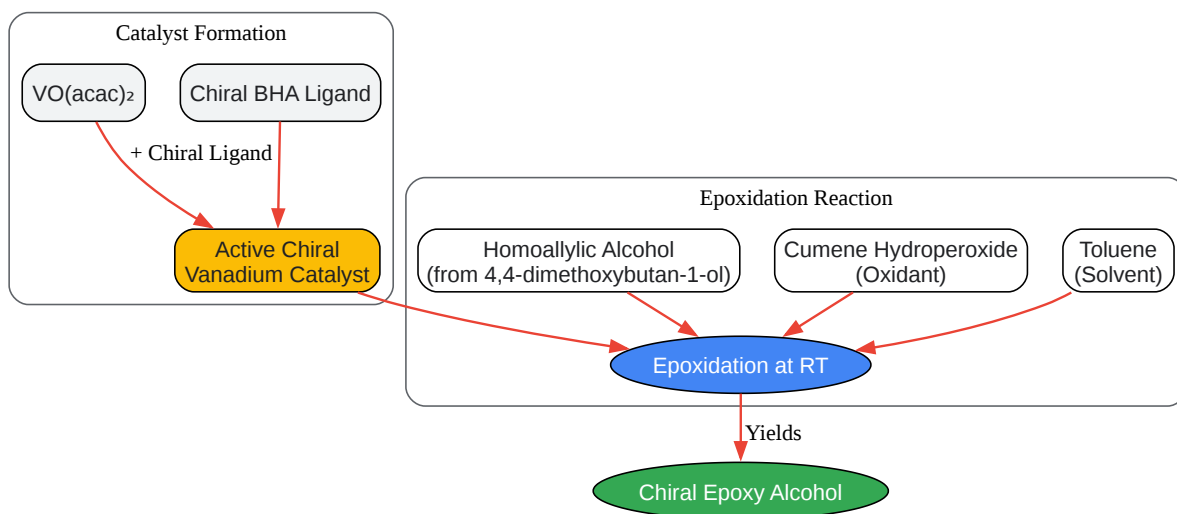 Catalyst Formation
VO(acac)₂
Chiral BHA Ligand
+ Chiral Ligand
Active Chiral
Vanadium Catalyst
Epoxidation Reaction
Homoallylic Alcohol
(from 4,4-dimethoxybutan-1-ol)
Cumene Hydroperoxide
(Oxidant)
Toluene
(Solvent)
Epoxidation at RT
Yields
Chiral Epoxy Alcohol